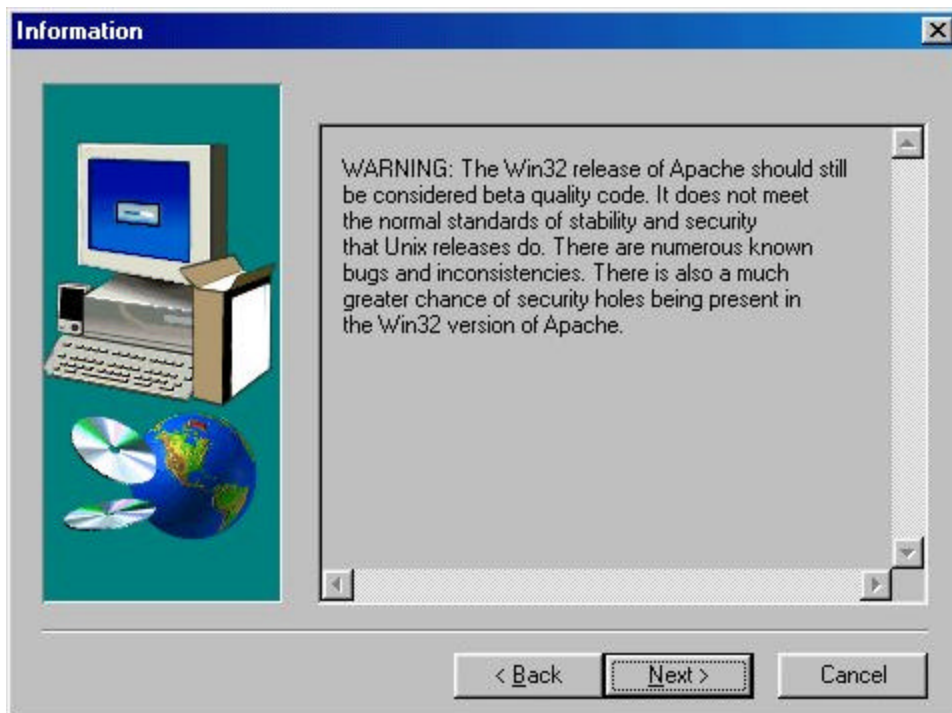 Information
WARNING: The Win32 release of Apache should still
be considered beta quality code. It does not meet
the normal standards of stability and security
that Unix releases do. There are numerous known
bugs and inconsistencies. There is also a much
greater chance of security holes being present in
the Win32 version of Apache.
< Back Next > Cancel